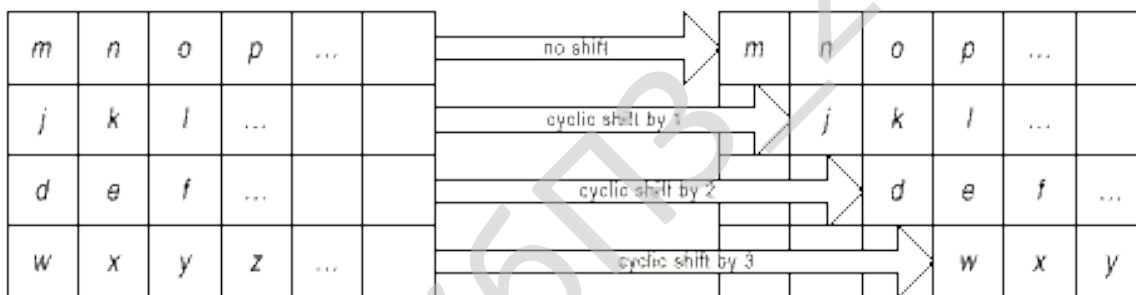 m n o p ... no shift m n o p ...
j k l ... cyclic shift by 1 j k l ...
d e f ... cyclic shift by 2 d e f ...
w x y z ... cyclic shift by 3 w x y